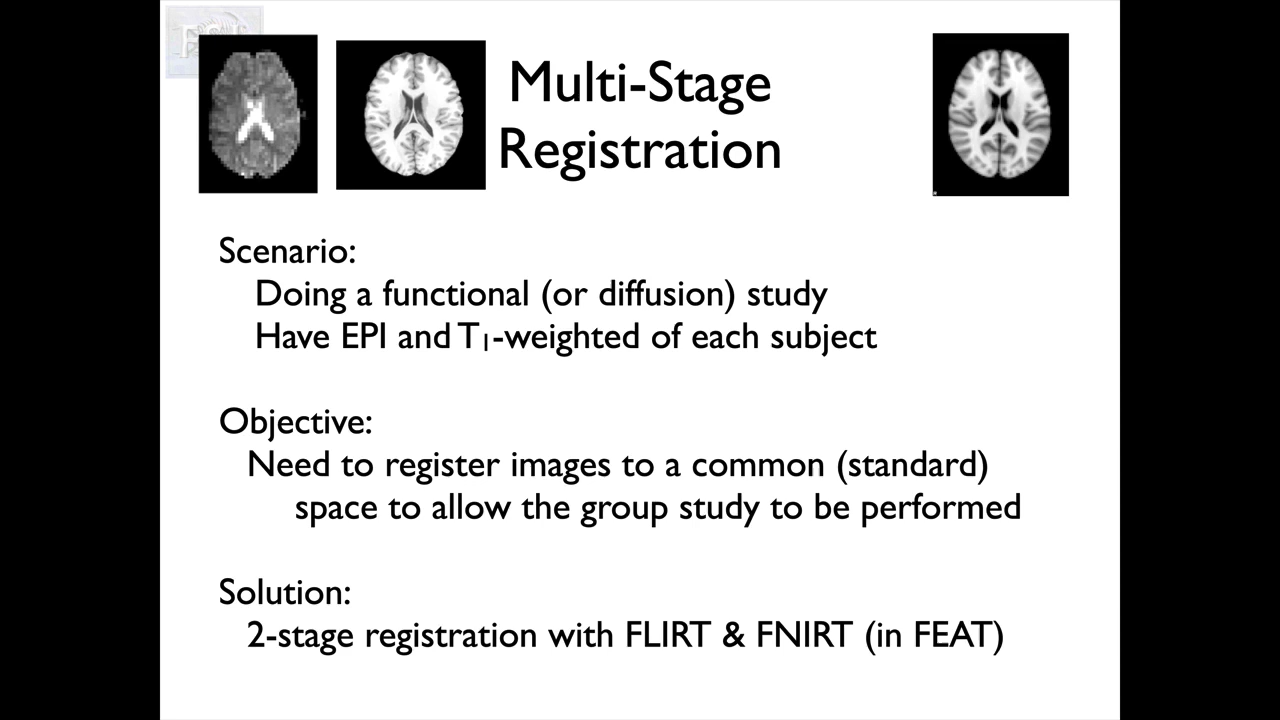 Multi-Stage
Registration
Scenario:
Doing a functional (or diffusion) study
Have EPI and T1-weighted of each subject
Objective:
Need to register images to a common (standard)
space to allow the group study to be performed
Solution:
2-stage registration with FLIRT & FNIRT (in FEAT)